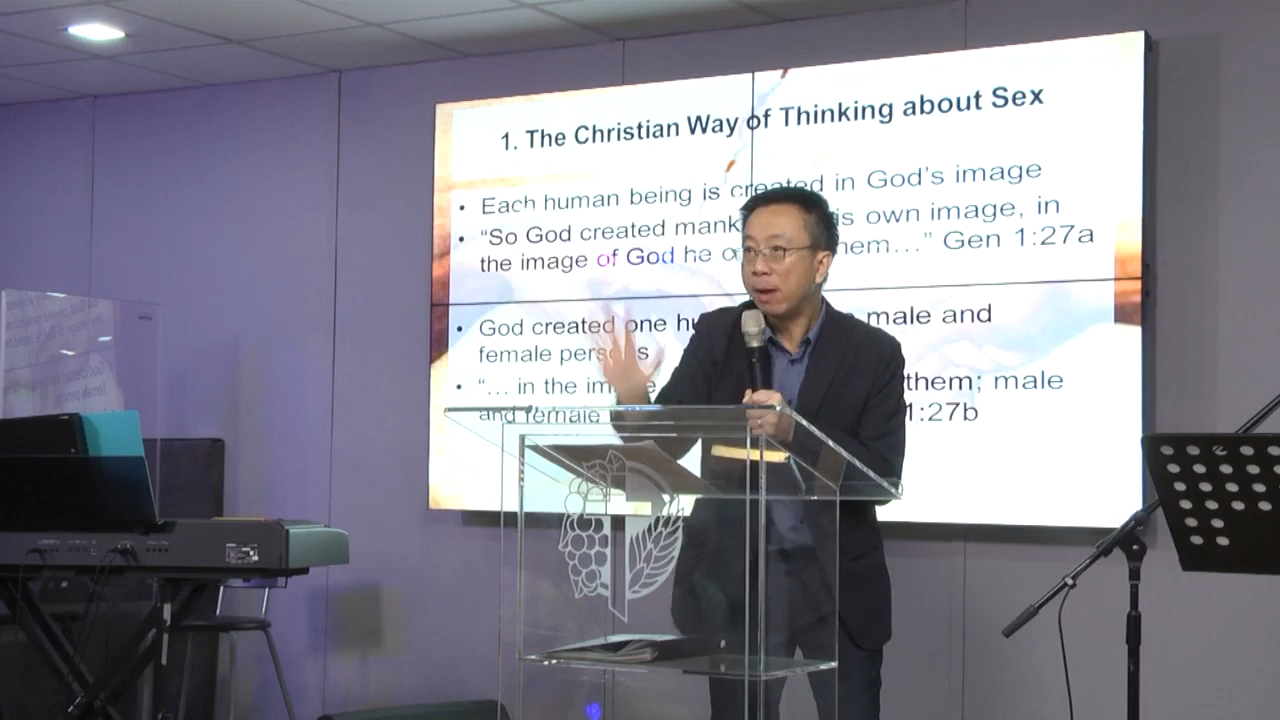 1. The Christian Way of Thinking about Sex
• Each human being is created in God's image
• “So God created mank is own image, in
the image of God he hem…” Gen 1:27a
• God created one hu male and
female persons
• “… in the image them; male
and female 1:27b